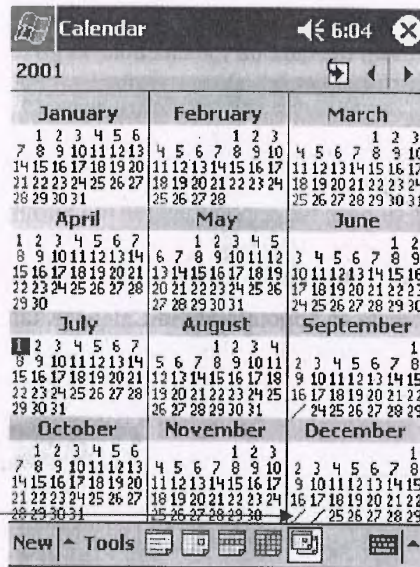 Calendar 6:04
2001
January February March
1 2 3 4 5 6 1 2 3 1 2 3
7 8 9 10 11 12 13 4 5 6 7 8 9 10 4 5 6 7 8 9 10
14 15 16 17 18 19 20 11 12 13 14 15 16 17 11 12 13 14 15 16 17
21 22 23 24 25 26 27 18 19 20 21 22 23 24 18 19 20 21 22 23 24
28 29 30 31 25 26 27 28 25 26 27 28 29 30 31
April May June
1 2 3 4 5 6 7 1 2 3 4 5 1 2
8 9 10 11 12 13 14 6 7 8 9 10 11 12 3 4 5 6 7 8 9
15 16 17 18 19 20 21 13 14 15 16 17 18 19 10 11 12 13 14 15 16
22 23 24 25 26 27 28 20 21 22 23 24 25 26 17 18 19 20 21 22 23
29 30 27 28 29 30 31 24 25 26 27 28 29 30
July August September
1 2 3 4 5 6 7 1 2 3 4 1
8 9 10 11 12 13 14 5 6 7 8 9 10 11 2 3 4 5 6 7 8
15 16 17 18 19 20 21 12 13 14 15 16 17 18 9 10 11 12 13 14 15
22 23 24 25 26 27 28 19 20 21 22 23 24 25 16 17 18 19 20 21 22
29 30 31 26 27 28 29 30 31 / 24 25 26 27 28 29
October November December
1 2 3 4 5 6 1 2 3 1
7 8 9 10 11 12 13 4 5 6 7 8 9 10 2 3 4 5 6 7 8
14 15 16 17 18 19 20 11 12 13 14 15 16 17 9 10 11 12 13 14 15
21 22 23 24 25 26 27 18 19 20 21 22 23 24 16 17 18 19 20 21 22
28 29 30 31 25 26 27 28 29 30 / / 25 26 27 28 29
New Tools